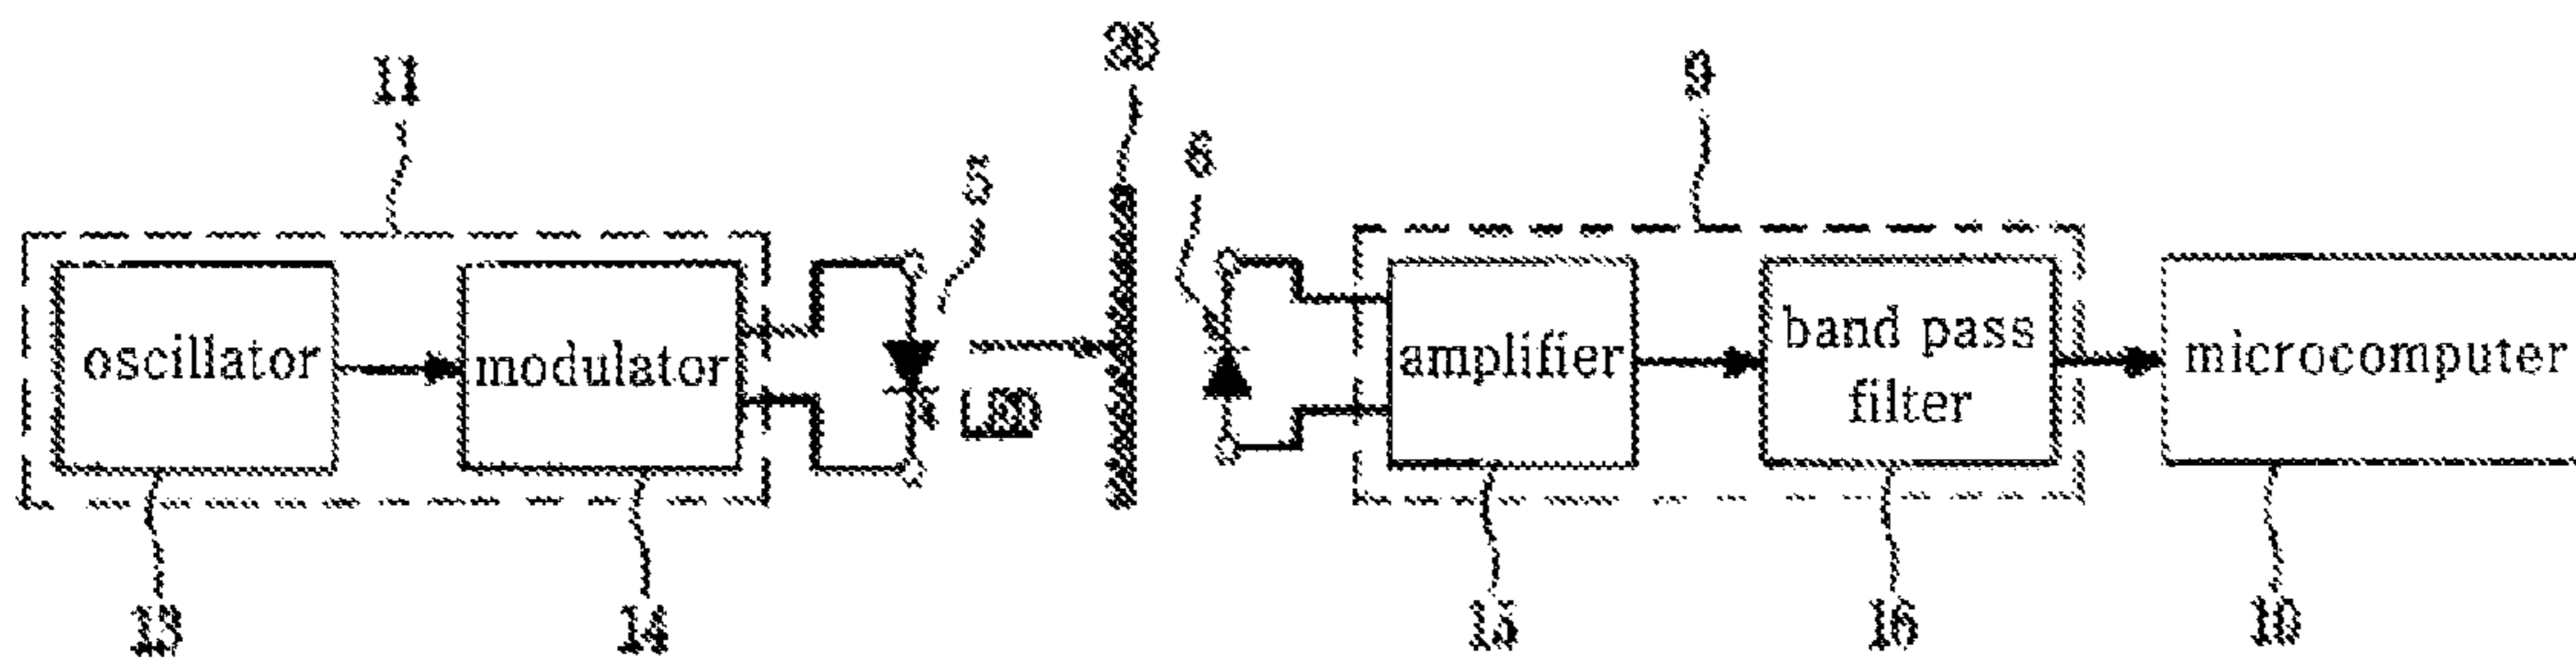 11
20
9
5
6
oscillator
modulator
LED
amplifier
band pass
filter
microcomputer
13
14
15
16
10